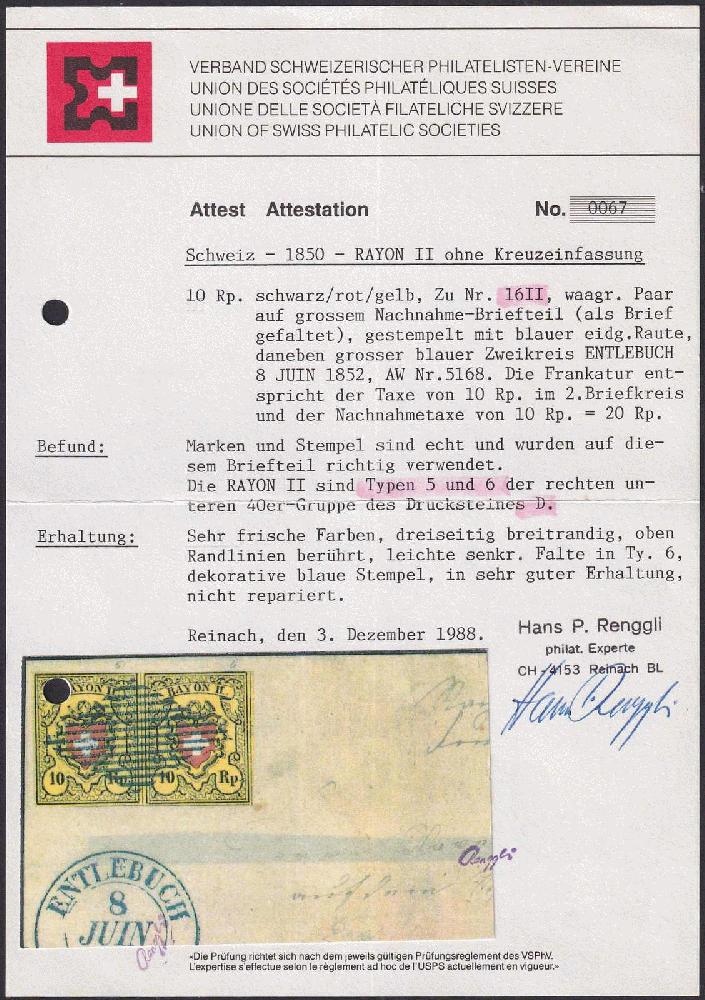 VERBAND SCHWEIZERISCHER PHILATELISTEN-VEREINE
UNION DES SOCIÉTÉS PHILATÉLIQUES SUISSES
UNIONE DELLE SOCIETÀ FILATELICHE SVIZZERE
UNION OF SWISS PHILATELIC SOCIETIES
Attest Attestation No. 0067
Schweiz - 1850 - RAYON II ohne Kreuzeinfassung
10 Rp. schwarz/rot/gelb, Zu Nr. 16II, waagr. Paar
auf grossem Nachnahme-Briefteil (als Brief
gefaltet), gestempelt mit blauer eidg.Raute,
daneben grosser blauer Zweikreis ENTLEBUCH
8 JUIN 1852, AW Nr.5168. Die Frankatur ent-
spricht der Taxe von 10 Rp. im 2.Briefkreis
und der Nachnahmetaxe von 10 Rp. = 20 Rp.
Befund: Marken und Stempel sind echt und wurden auf die-
sem Briefteil richtig verwendet.
Die RAYON II sind Typen 5 und 6 der rechten un-
teren 40er-Gruppe des Drucksteines D.
Erhaltung: Sehr frische Farben, dreiseitig breitrandig, oben
Randlinien berührt, leichte senkr. Falte in Ty. 6,
dekorative blaue Stempel, in sehr guter Erhaltung,
nicht repariert.
Reinach, den 3. Dezember 1988.
Hans P. Renggli
philat. Experte
CH-4153 Reinach BL
Hans P. Renggli
RAYON II. RAYON II.
10 Rp 10 Rp
Renggli
ENTLEBUCH
8
JUIN
Renggli
«Die Prüfung richtet sich nach dem jeweils gültigen Prüfungsreglement des VSPhV.
L'expertise s'effectue selon le règlement ad hoc de l'USPS actuellement en vigueur.»